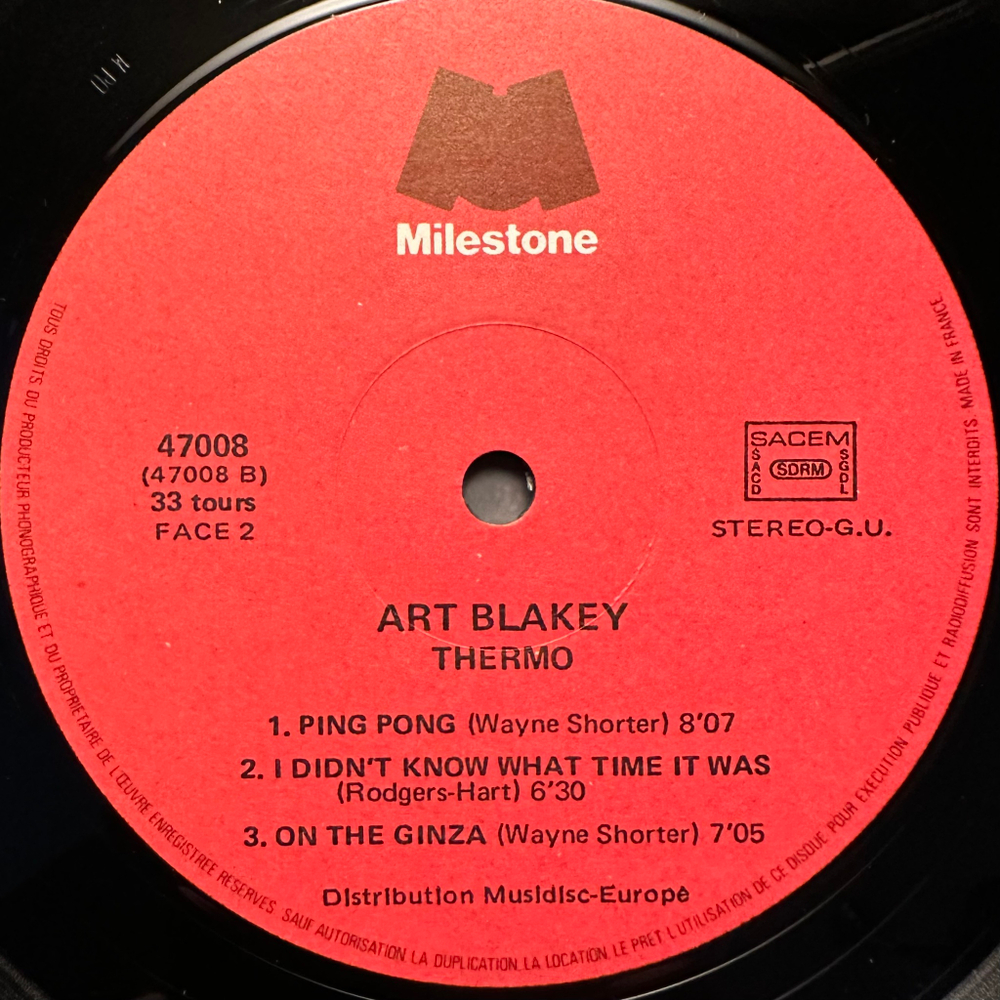 Milestone
47008
(47008 B)
33 tours
FACE 2
SACEM
SACD
SDRM
SGDL
STEREO-G.U.
ART BLAKEY
THERMO
1. PING PONG (Wayne Shorter) 8'07
2. I DIDN'T KNOW WHAT TIME IT WAS
(Rodgers-Hart) 6'30
3. ON THE GINZA (Wayne Shorter) 7'05
Distribution Musidisc-Europe
TOUS DROITS DU PRODUCTEUR PHONOGRAPHIQUE ET DU PROPRIETAIRE DE L'ŒUVRE ENREGISTREE RESERVES. SAUF AUTORISATION LA DUPLICATION, LA LOCATION, LE PRET L'UTILISATION DE CE DISQUE POUR EXECUTION PUBLIQUE ET RADIODIFFUSION SONT INTERDITS. MADE IN FRANCE